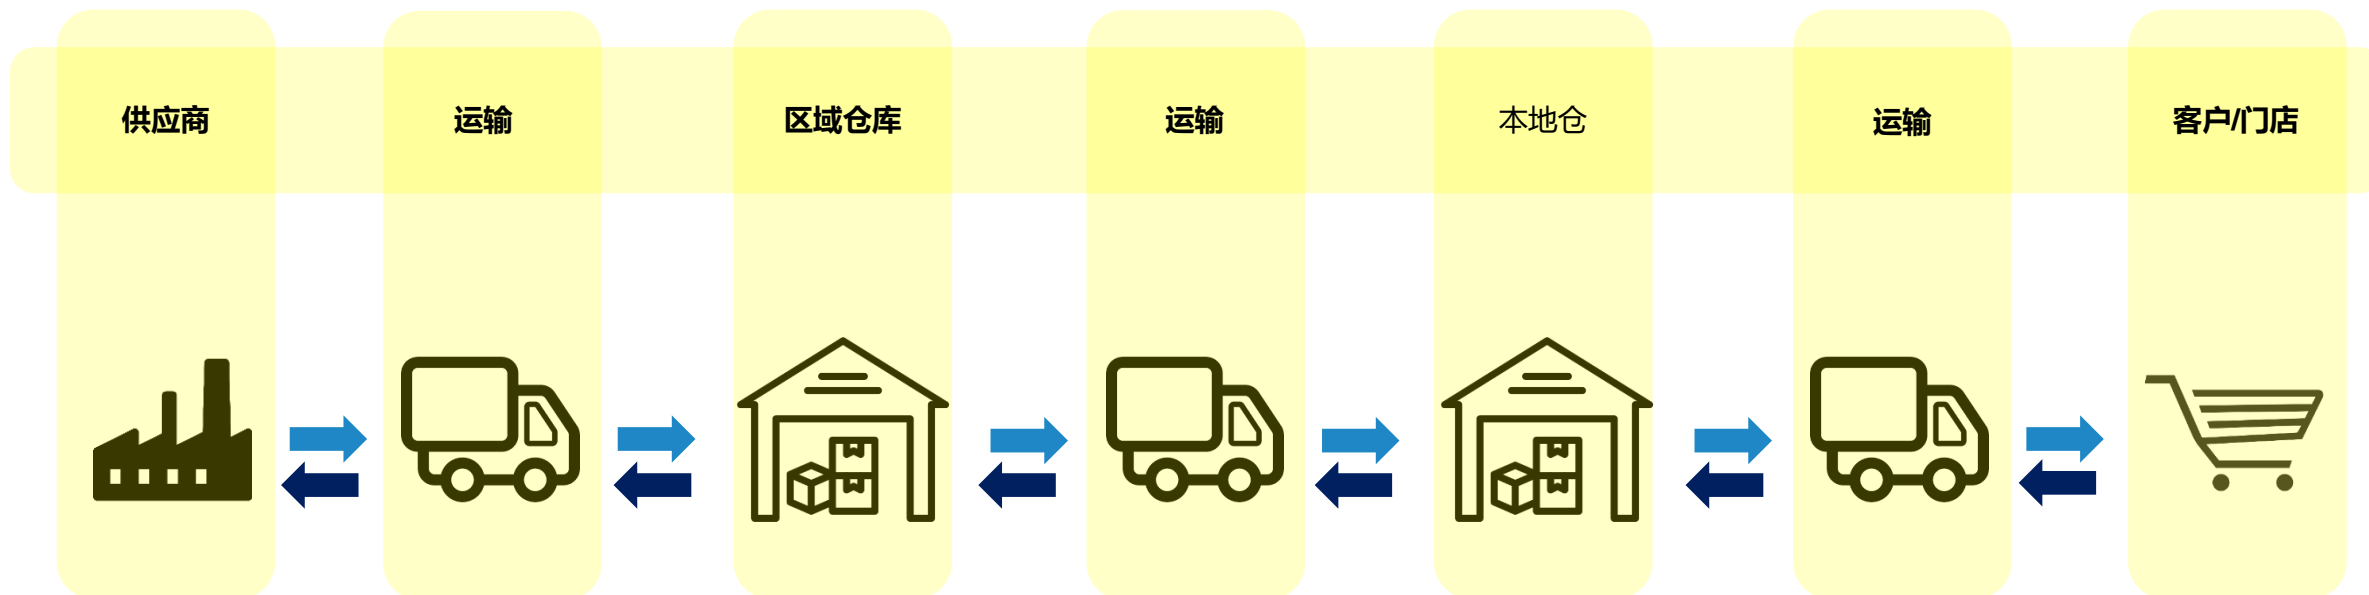 供应商
运输
区域仓库
运输
本地仓
运输
客户/门店